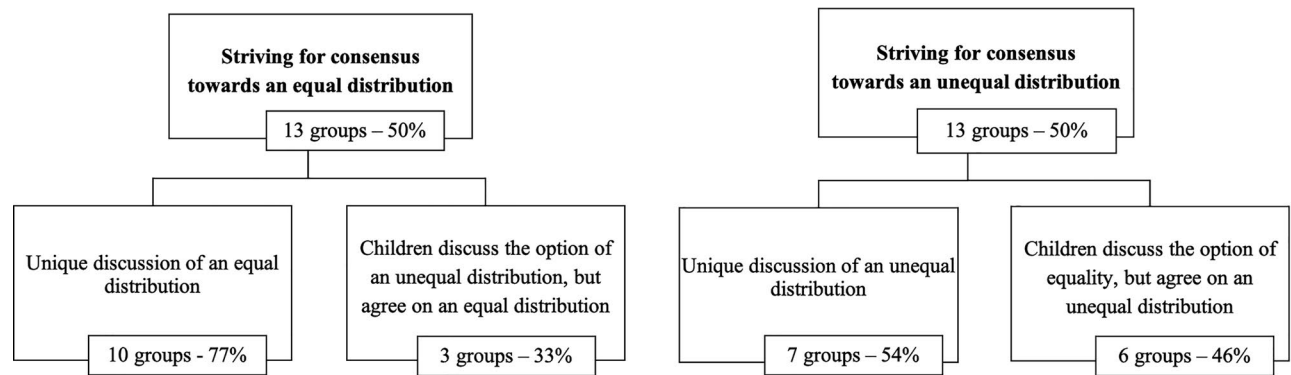 Striving for consensus
towards an equal distribution
13 groups – 50%
Unique discussion of an equal
distribution
10 groups - 77%
Children discuss the option of
an unequal distribution, but
agree on an equal distribution
3 groups – 33%
Striving for consensus
towards an unequal distribution
13 groups – 50%
Unique discussion of an unequal
distribution
7 groups – 54%
Children discuss the option of
equality, but agree on an
unequal distribution
6 groups – 46%